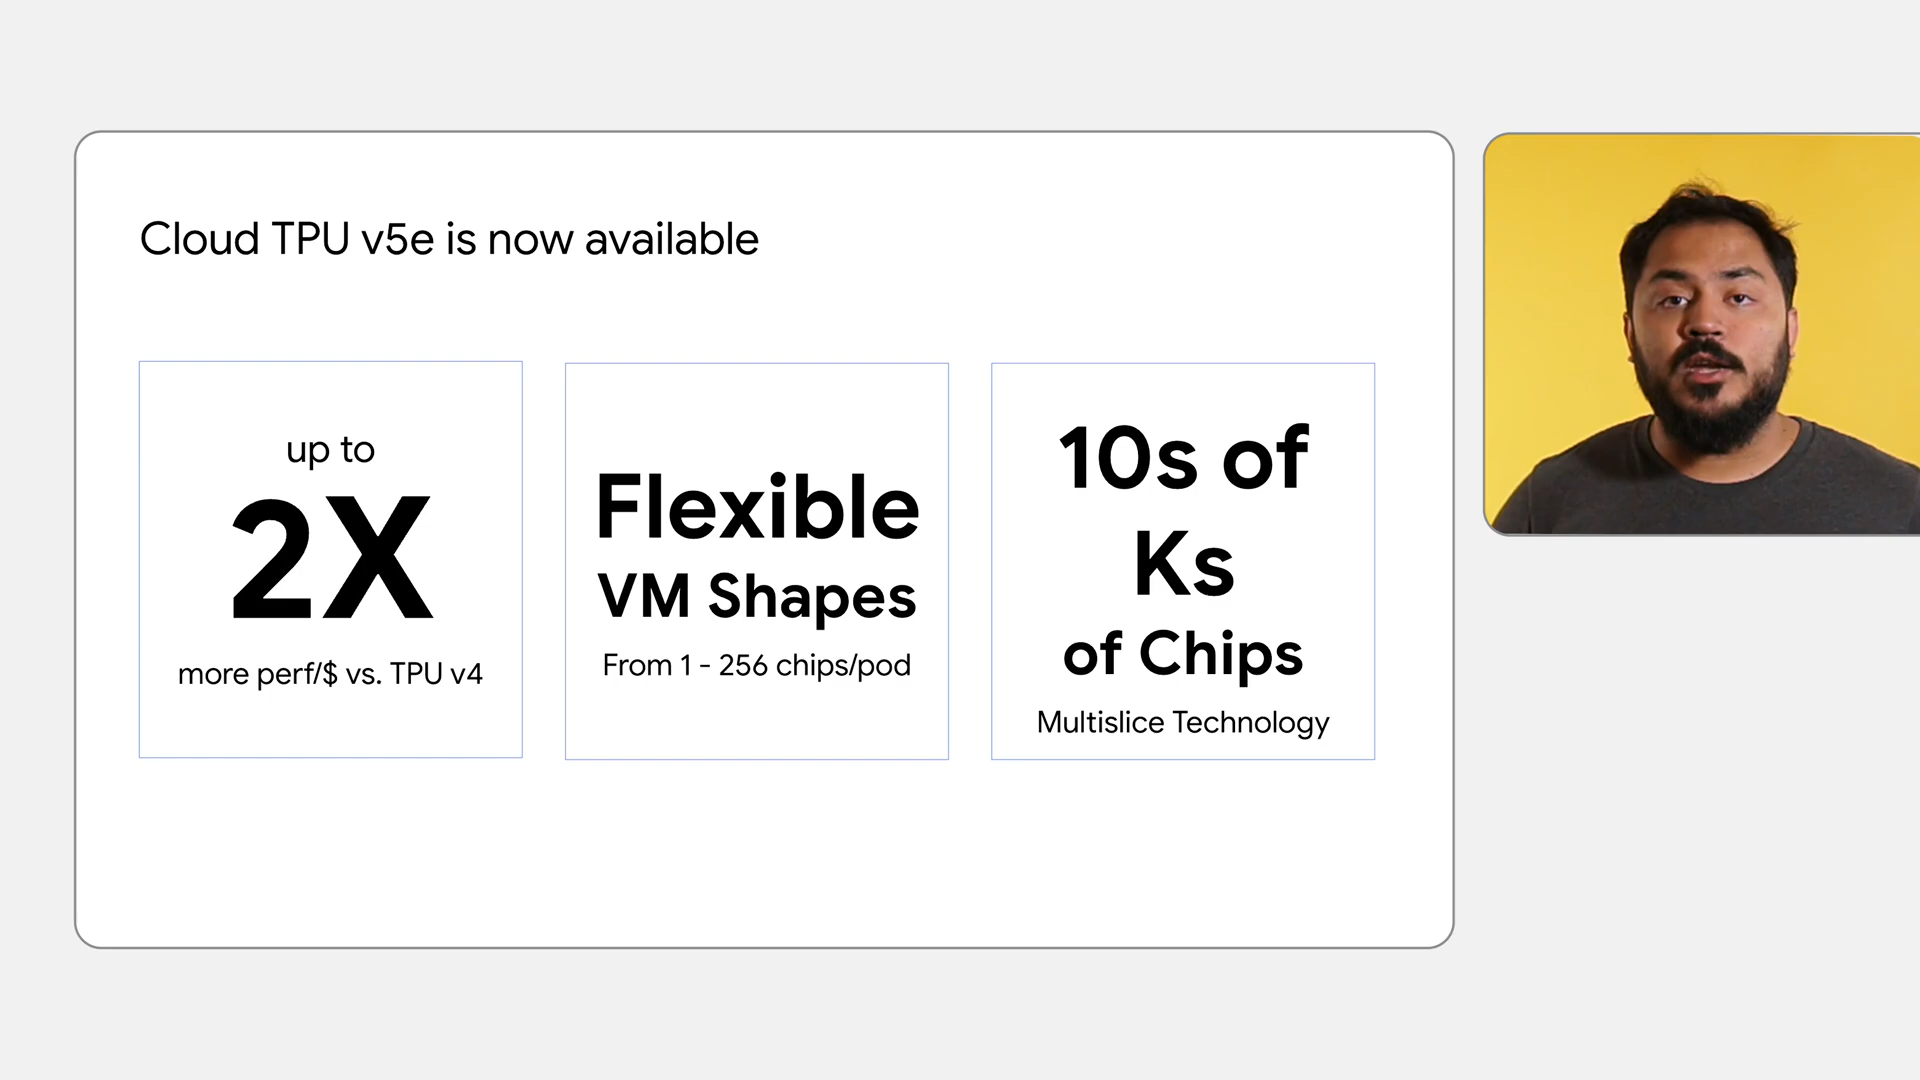 Cloud TPU v5e is now available
up to
2X
more perf/$ vs. TPU v4
Flexible
VM Shapes
From 1 - 256 chips/pod
10s of
Ks
of Chips
Multislice Technology